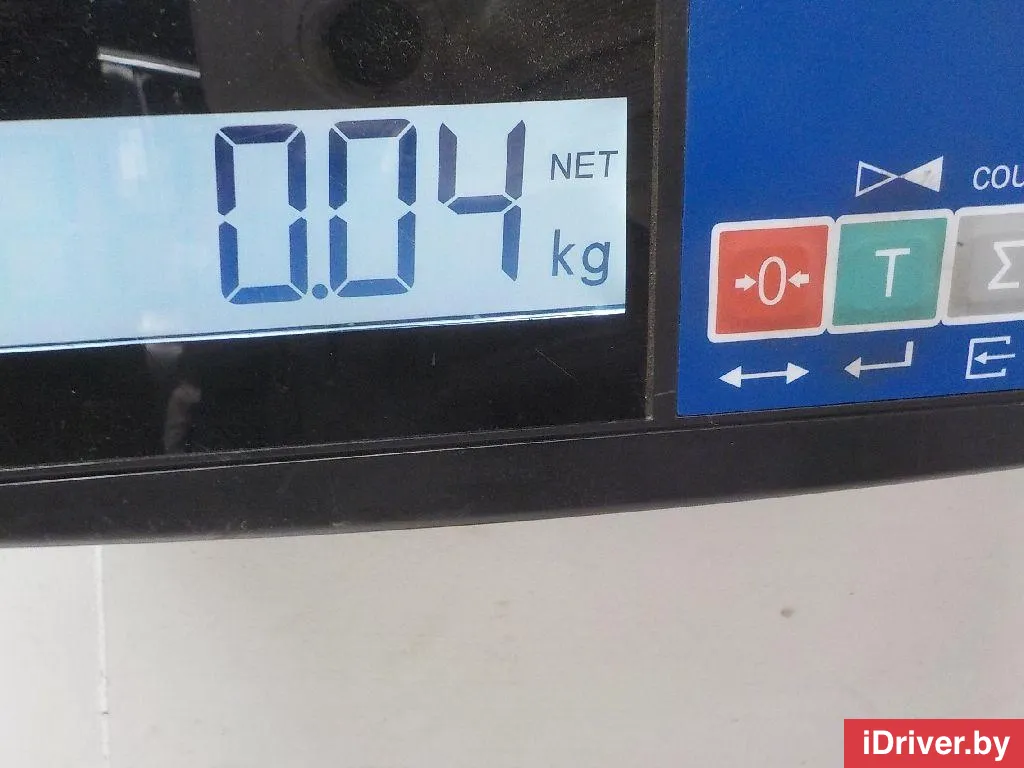 0.04
NET
kg
COU
→0←
T
Σ
iDriver.by